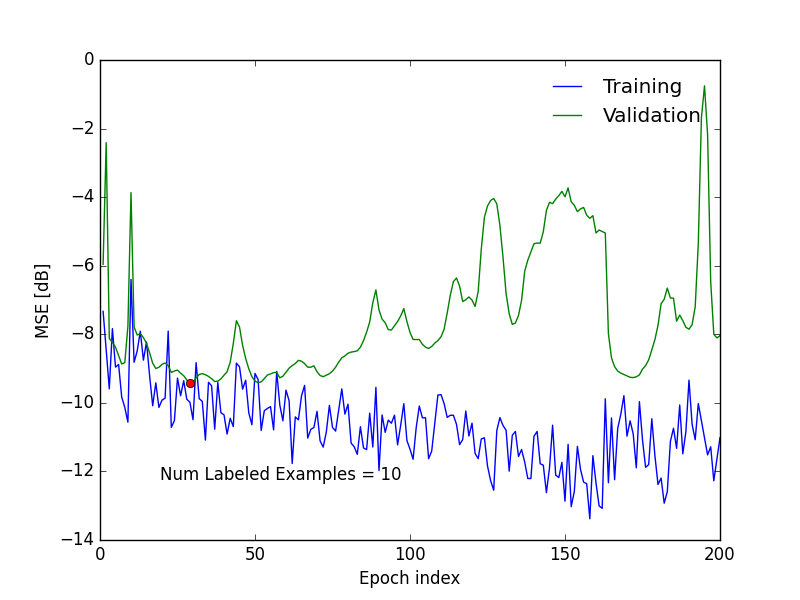 0
−2
−4
−6
−8
−10
−12
−14
MSE [dB]
Training
Validation
Num Labeled Examples = 10
0 50 100 150 200
Epoch index